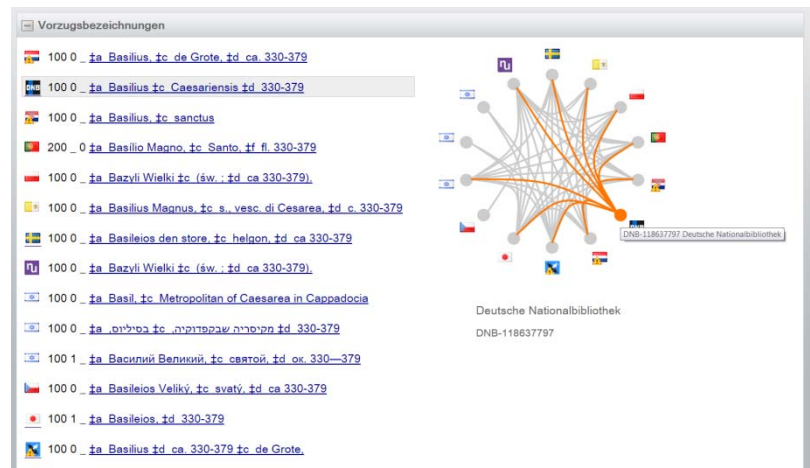 Vorzugsbezeichnungen
100 0 _ ‡a Basilius, ‡c de Grote, ‡d ca. 330-379
DNB 100 0 _ ‡a Basilius ‡c Caesariensis ‡d 330-379
100 0 _ ‡a Basilius, ‡c sanctus
200 _ 0 ‡a Basílio Magno, ‡c Santo, ‡f fl. 330-379
100 0 _ ‡a Bazyli Wielki ‡c (św. ; ‡d ca 330-379).
100 0 _ ‡a Basilius Magnus, ‡c s., vesc. di Cesarea, ‡d c. 330-379
100 0 _ ‡a Basileios den store, ‡c helgon, ‡d ca 330-379
100 0 _ ‡a Bazyli Wielki ‡c (św. ; ‡d ca 330-379).
100 0 _ ‡a Basil, ‡c Metropolitan of Caesarea in Cappadocia
100 0 _ ‡a בסיליוס, ‡c מקיסריה שבקפדוקיה, ‡d 330-379
100 1 _ ‡a Василий Великий, ‡c святой, ‡d ок. 330—379
100 0 _ ‡a Basileios Veliký, ‡c svatý, ‡d ca 330-379
100 1 _ ‡a Basileios, ‡d 330-379
100 0 _ ‡a Basilius ‡d ca. 330-379 ‡c de Grote,
DNB-118637797 Deutsche Nationalbibliothek
Deutsche Nationalbibliothek
DNB-118637797